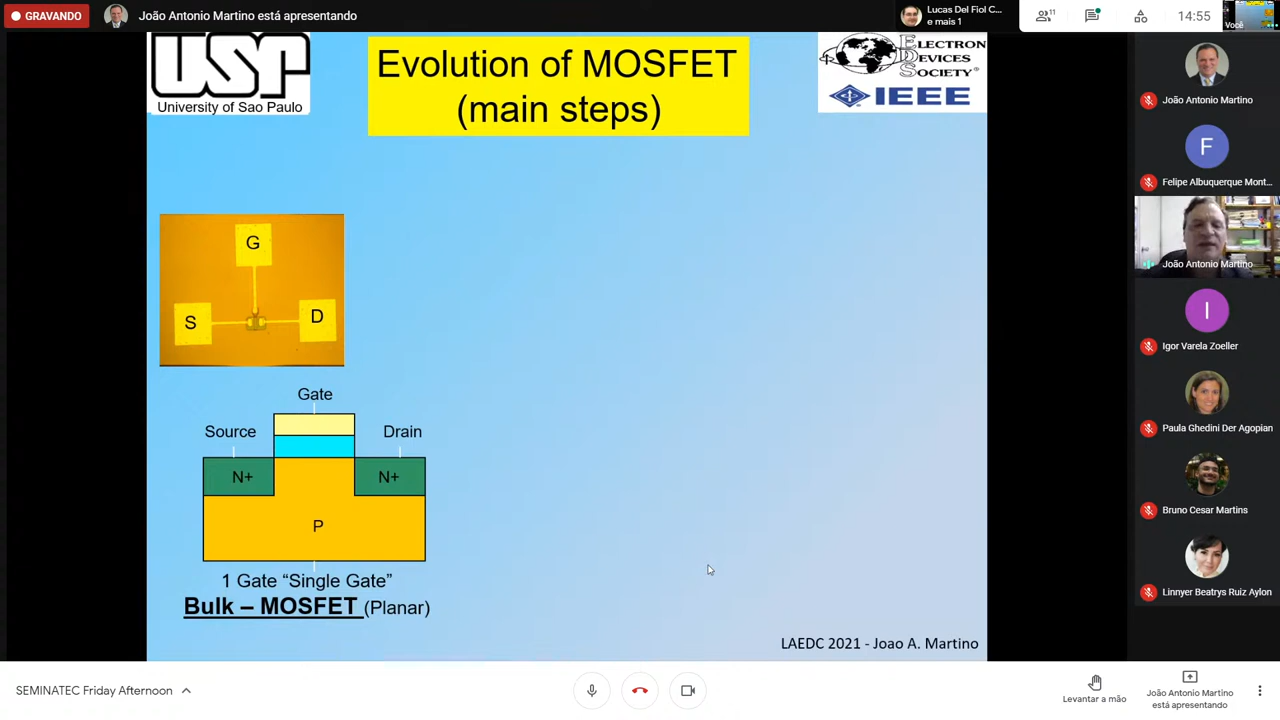 GRAVANDO
João Antonio Martino está apresentando
Lucas Del Fiol C...
e mais 1
11
14:55
Você
USP
University of Sao Paulo
Evolution of MOSFET
(main steps)
ELECTRON
DEVICES
SOCIETY®
IEEE
G
S
D
Gate
Source
Drain
N+
N+
P
1 Gate “Single Gate”
Bulk – MOSFET (Planar)
LAEDC 2021 - Joao A. Martino
João Antonio Martino
F
Felipe Albuquerque Mont...
João Antonio Martino
I
Igor Varela Zoeller
Paula Ghedini Der Agopian
Bruno Cesar Martins
Linnyer Beatrys Ruiz Aylon
SEMINATEC Friday Afternoon
Levantar a mão
João Antonio Martino
está apresentando